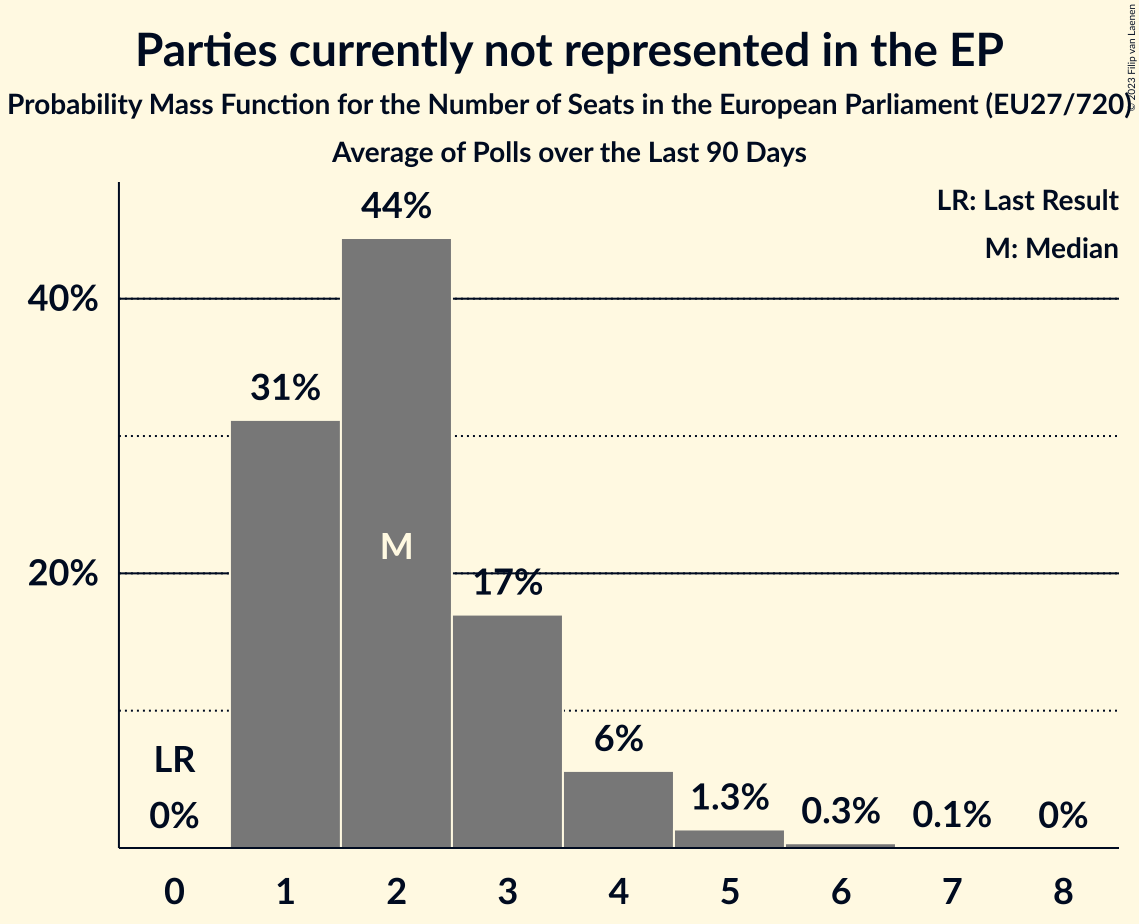 Parties currently not represented in the EP
Probability Mass Function for the Number of Seats in the European Parliament (EU27/720)
Average of Polls over the Last 90 Days
© 2023 Filip van Laenen
LR: Last Result
M: Median
44%
40%
31%
M
20%
17%
LR
6%
0%
1.3%
0.3%
0.1%
0%
0 1 2 3 4 5 6 7 8